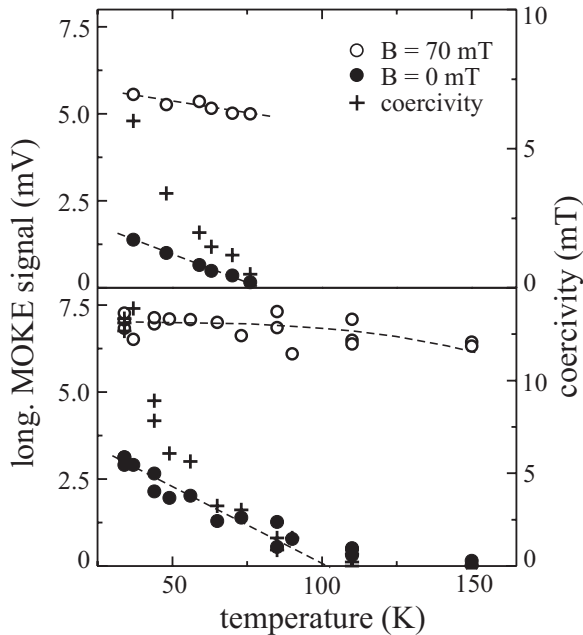 7.5
5.0
2.5
0
10
5
0
B = 70 mT
B = 0 mT
coercivity
7.5
5.0
2.5
0
10
5
0
50
100
150
long. MOKE signal (mV)
coercivity (mT)
temperature (K)